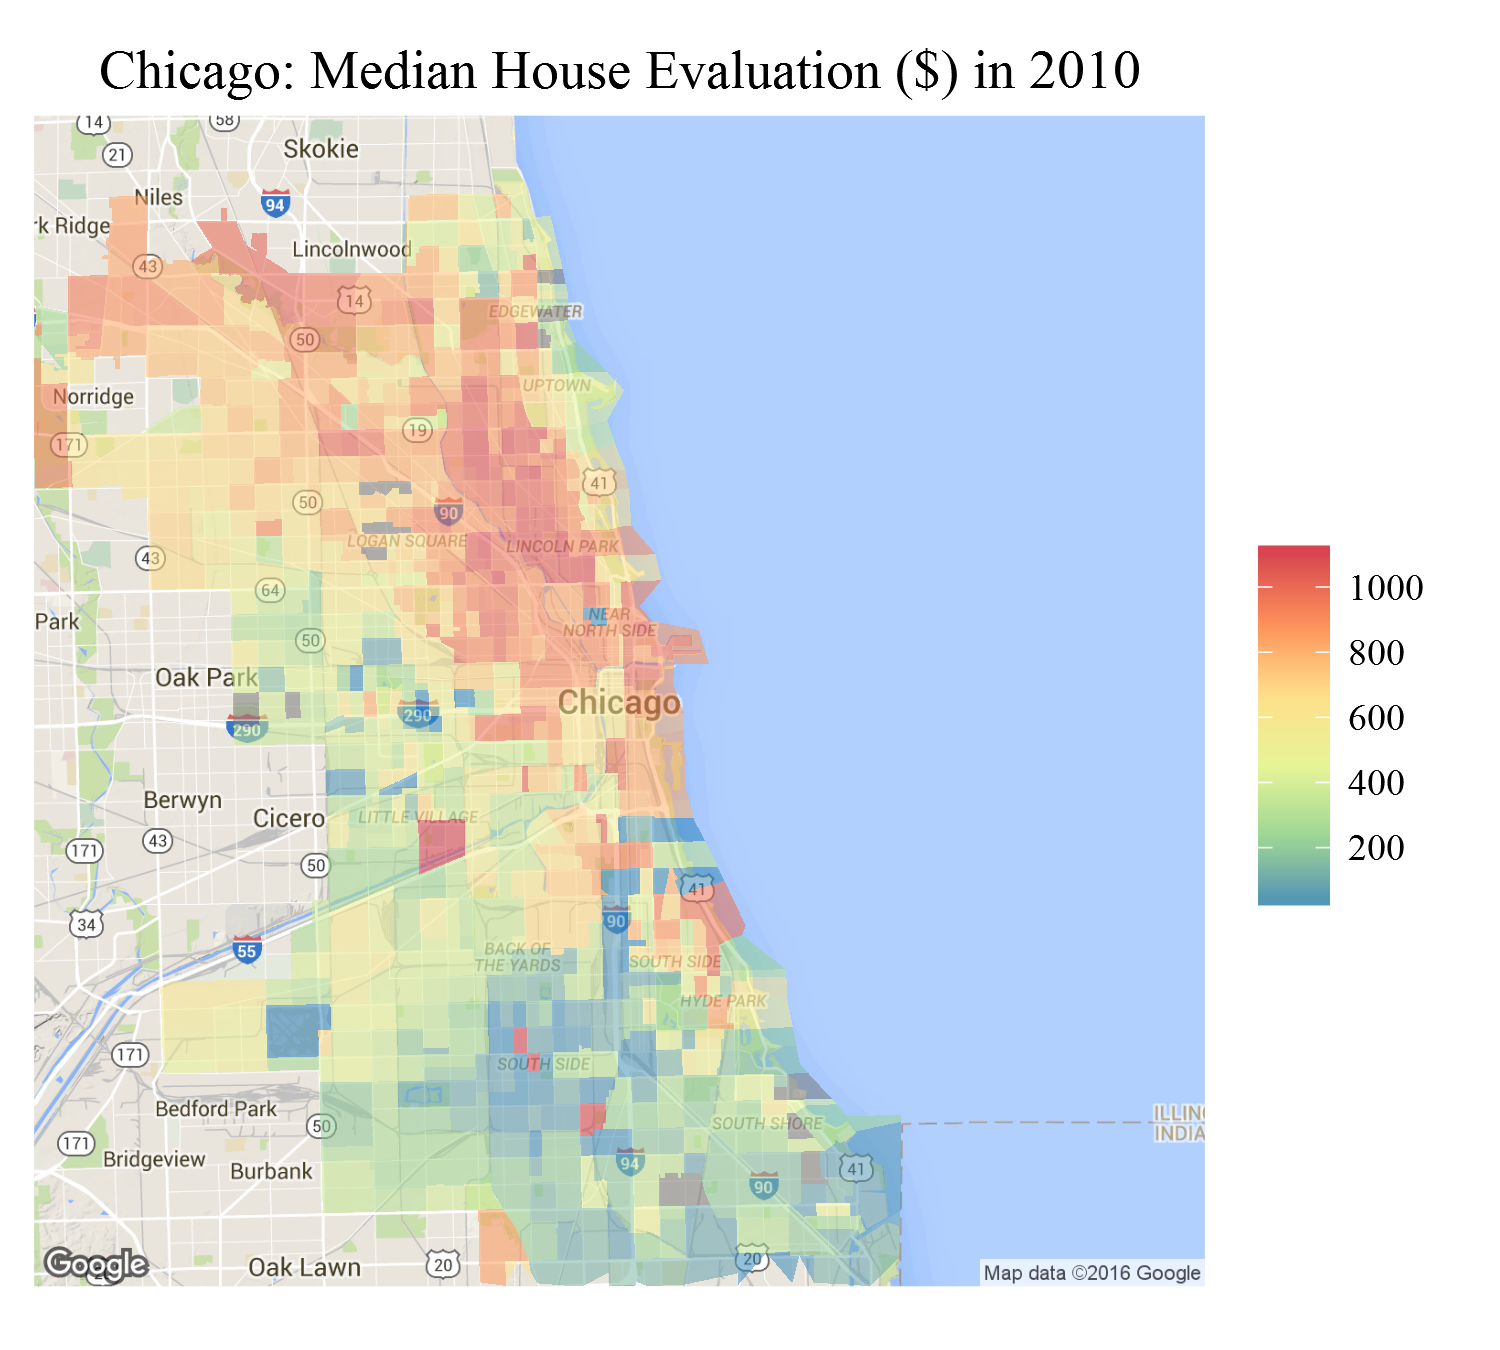 Chicago: Median House Evaluation ($) in 2010
14
58
21
Skokie
Niles
94
rk Ridge
Lincolnwood
43
14
EDGEWATER
50
UPTOWN
Norridge
19
171
41
50
90
LOGAN SQUARE
LINCOLN PARK
43
64
1000
NEAR
NORTH SIDE
Park
50
800
Oak Park
Chicago
290
290
600
400
Berwyn
Cicero
LITTLE VILLAGE
43
171
50
200
41
34
90
55
BACK OF
THE YARDS
SOUTH SIDE
HYDE PARK
171
SOUTH SIDE
Bedford Park
50
SOUTH SHORE
ILLIN
INDIA
171
Bridgeview
Burbank
94
41
90
Google
20
Oak Lawn
20
20
Map data ©2016 Google